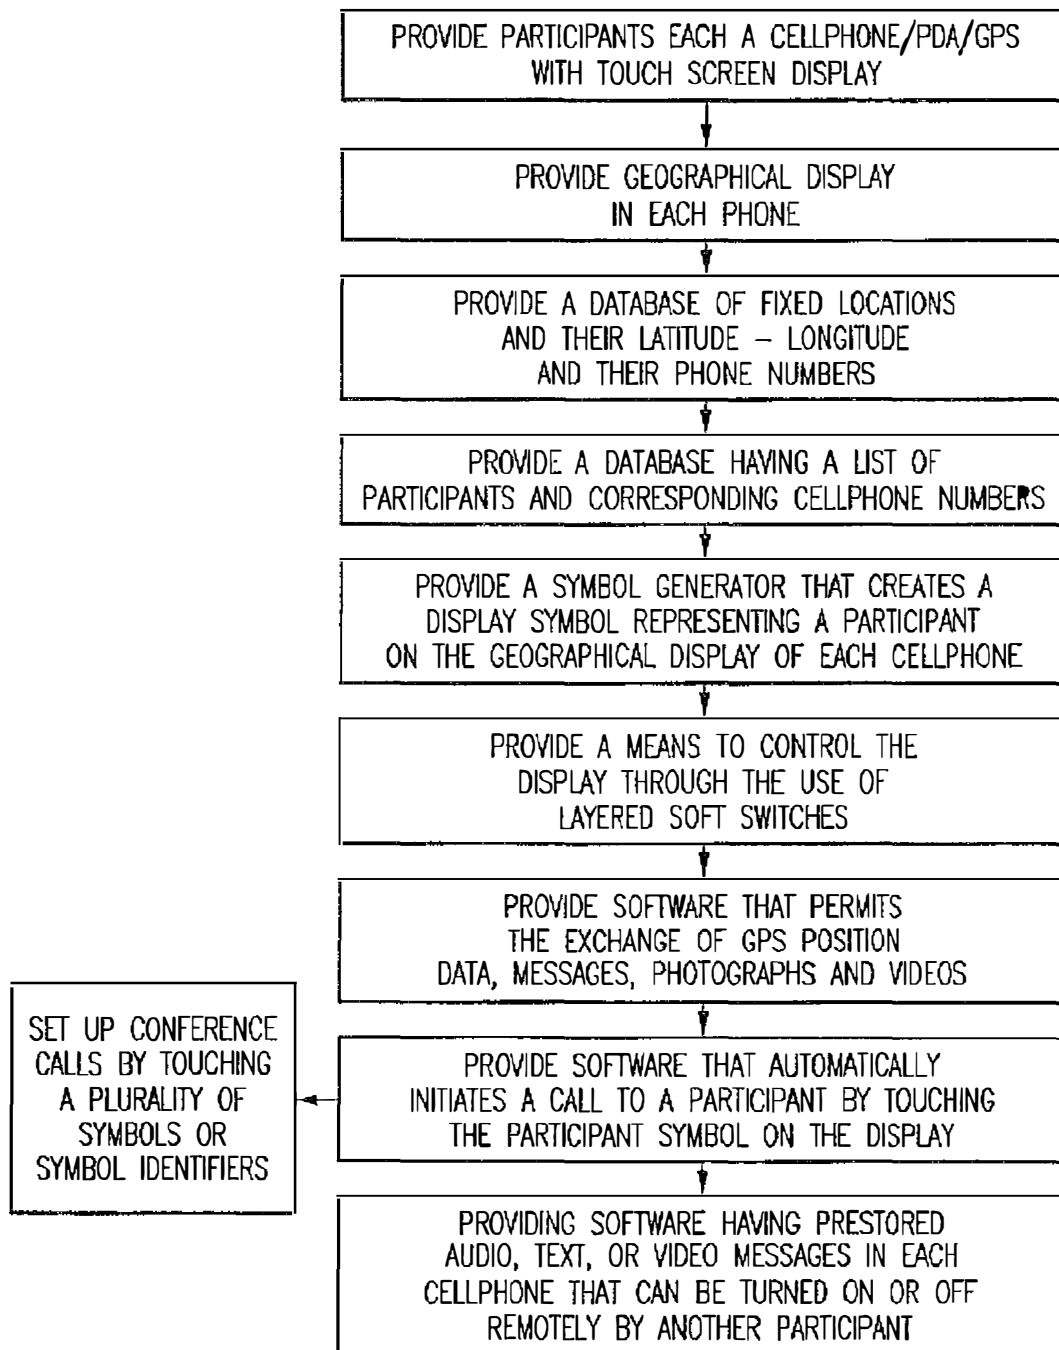 PROVIDE PARTICIPANTS EACH A CELLPHONE/PDA/GPS
WITH TOUCH SCREEN DISPLAY
PROVIDE GEOGRAPHICAL DISPLAY
IN EACH PHONE
PROVIDE A DATABASE OF FIXED LOCATIONS
AND THEIR LATITUDE – LONGITUDE
AND THEIR PHONE NUMBERS
PROVIDE A DATABASE HAVING A LIST OF
PARTICIPANTS AND CORRESPONDING CELLPHONE NUMBERS
PROVIDE A SYMBOL GENERATOR THAT CREATES A
DISPLAY SYMBOL REPRESENTING A PARTICIPANT
ON THE GEOGRAPHICAL DISPLAY OF EACH CELLPHONE
PROVIDE A MEANS TO CONTROL THE
DISPLAY THROUGH THE USE OF
LAYERED SOFT SWITCHES
PROVIDE SOFTWARE THAT PERMITS
THE EXCHANGE OF GPS POSITION
DATA, MESSAGES, PHOTOGRAPHS AND VIDEOS
PROVIDE SOFTWARE THAT AUTOMATICALLY
INITIATES A CALL TO A PARTICIPANT BY TOUCHING
THE PARTICIPANT SYMBOL ON THE DISPLAY
SET UP CONFERENCE
CALLS BY TOUCHING
A PLURALITY OF
SYMBOLS OR
SYMBOL IDENTIFIERS
PROVIDING SOFTWARE HAVING PRESTORED
AUDIO, TEXT, OR VIDEO MESSAGES IN EACH
CELLPHONE THAT CAN BE TURNED ON OR OFF
REMOTELY BY ANOTHER PARTICIPANT